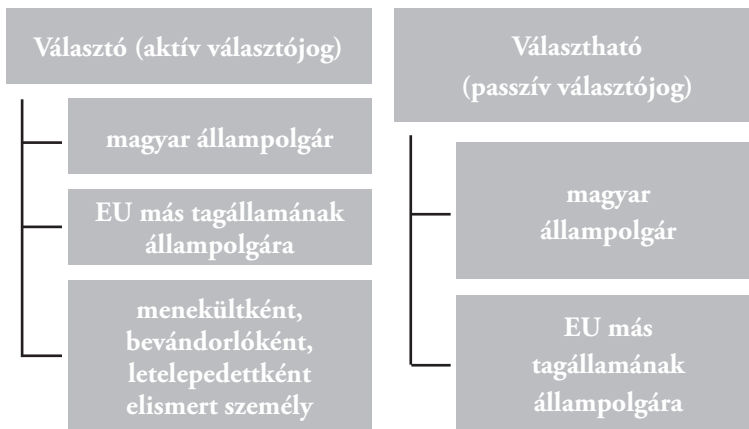 Választó (aktív választójog)
magyar állampolgár
EU más tagállamának
állampolgára
menekültként,
bevándorlóként,
letelepedettként
elismert személy
Választható
(passzív választójog)
magyar
állampolgár
EU más
tagállamának
állampolgára